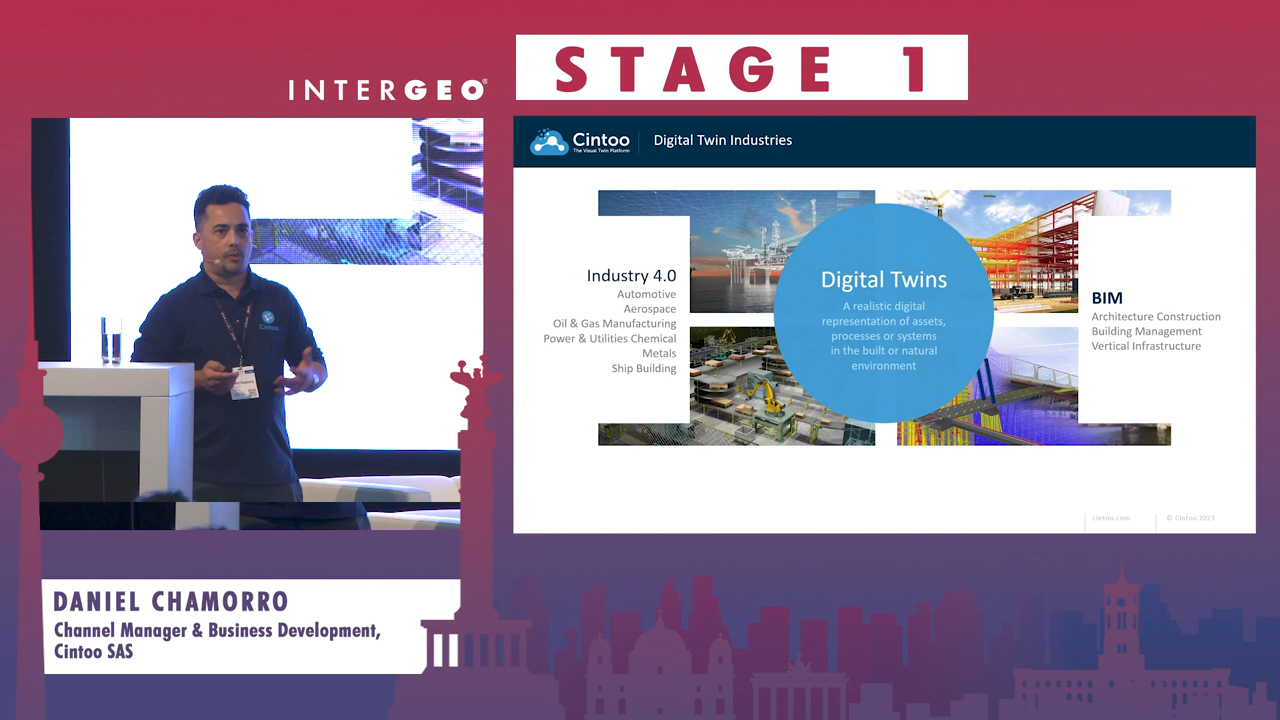 INTERGEO®
STAGE 1
Cintoo
The Visual Twin Platform
Digital Twin Industries
Industry 4.0
Automotive
Aerospace
Oil & Gas Manufacturing
Power & Utilities Chemical
Metals
Ship Building
Digital Twins
A realistic digital
representation of assets,
processes or systems
in the built or natural
environment
BIM
Architecture Construction
Building Management
Vertical Infrastructure
cintoo.com
© Cintoo 2023
Cintoo
DANIEL CHAMORRO
Channel Manager & Business Development,
Cintoo SAS